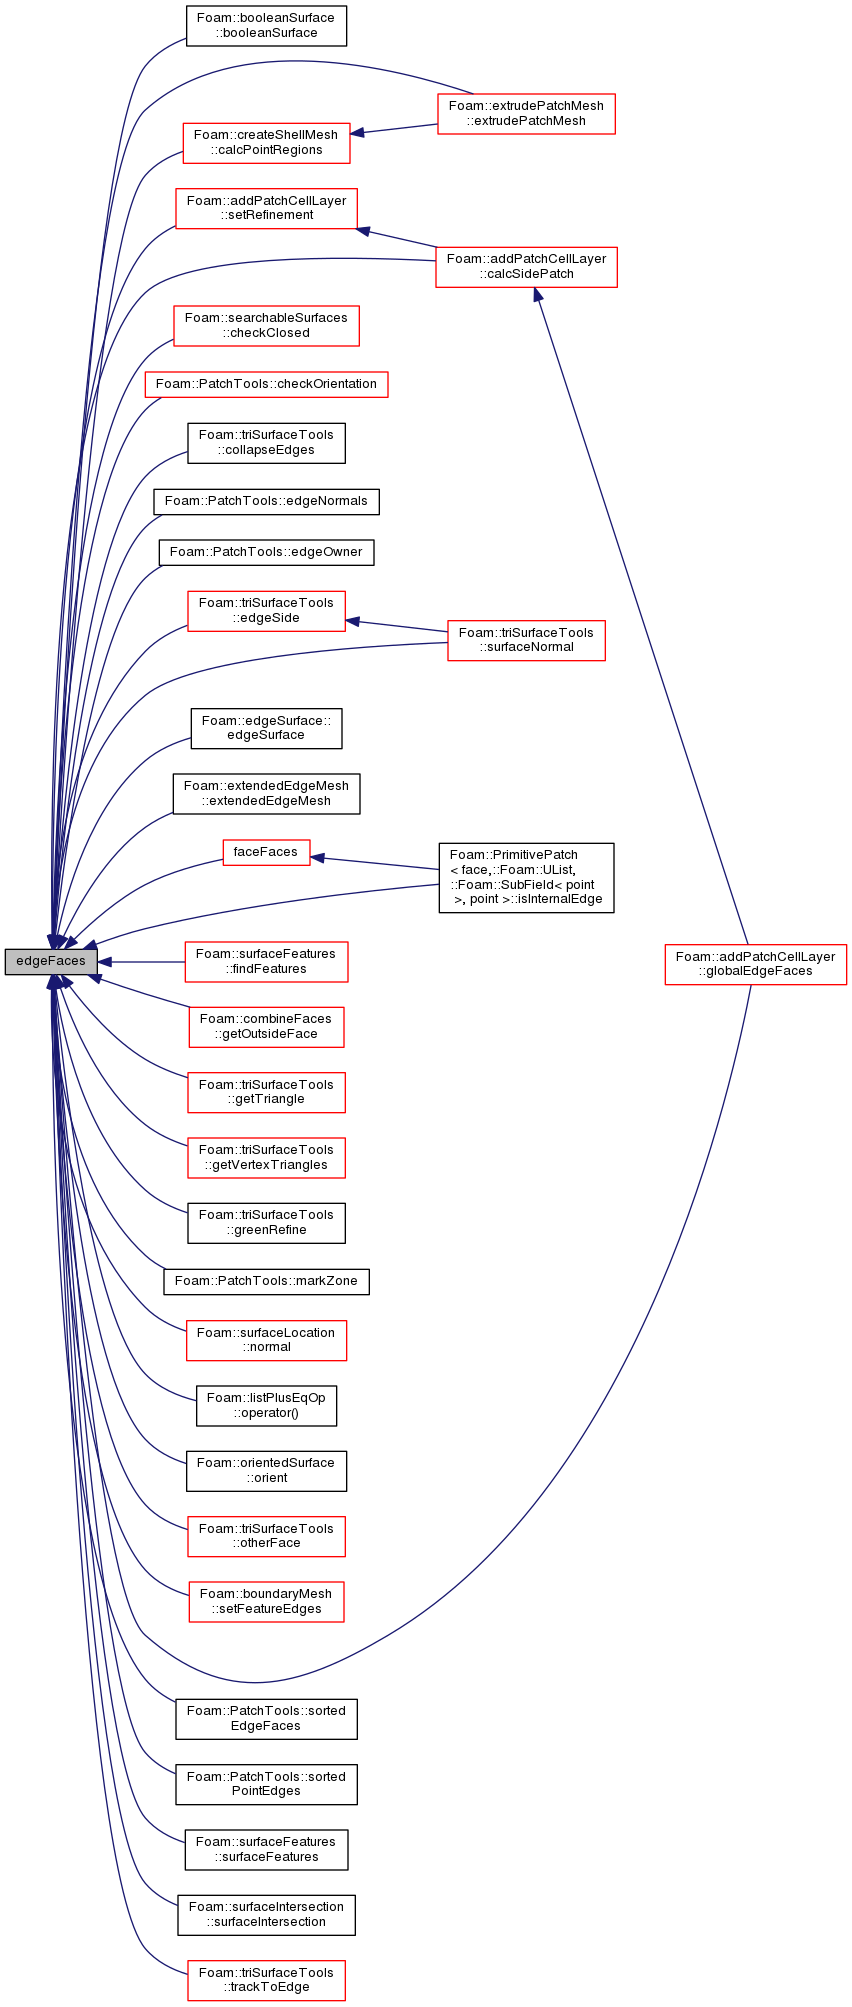 Foam::booleanSurface
::booleanSurface
Foam::extrudePatchMesh
::extrudePatchMesh
Foam::createShellMesh
::calcPointRegions
Foam::addPatchCellLayer
::setRefinement
Foam::addPatchCellLayer
::calcSidePatch
Foam::searchableSurfaces
::checkClosed
Foam::PatchTools::checkOrientation
Foam::triSurfaceTools
::collapseEdges
Foam::PatchTools::edgeNormals
Foam::PatchTools::edgeOwner
Foam::triSurfaceTools
::edgeSide
Foam::triSurfaceTools
::surfaceNormal
Foam::edgeSurface::
edgeSurface
Foam::extendedEdgeMesh
::extendedEdgeMesh
faceFaces
Foam::PrimitivePatch
< face,::Foam::UList,
::Foam::SubField< point
>, point >::isInternalEdge
edgeFaces
Foam::surfaceFeatures
::findFeatures
Foam::addPatchCellLayer
::globalEdgeFaces
Foam::combineFaces
::getOutsideFace
Foam::triSurfaceTools
::getTriangle
Foam::triSurfaceTools
::getVertexTriangles
Foam::triSurfaceTools
::greenRefine
Foam::PatchTools::markZone
Foam::surfaceLocation
::normal
Foam::listPlusEqOp
::operator()
Foam::orientedSurface
::orient
Foam::triSurfaceTools
::otherFace
Foam::boundaryMesh
::setFeatureEdges
Foam::PatchTools::sorted
EdgeFaces
Foam::PatchTools::sorted
PointEdges
Foam::surfaceFeatures
::surfaceFeatures
Foam::surfaceIntersection
::surfaceIntersection
Foam::triSurfaceTools
::trackToEdge